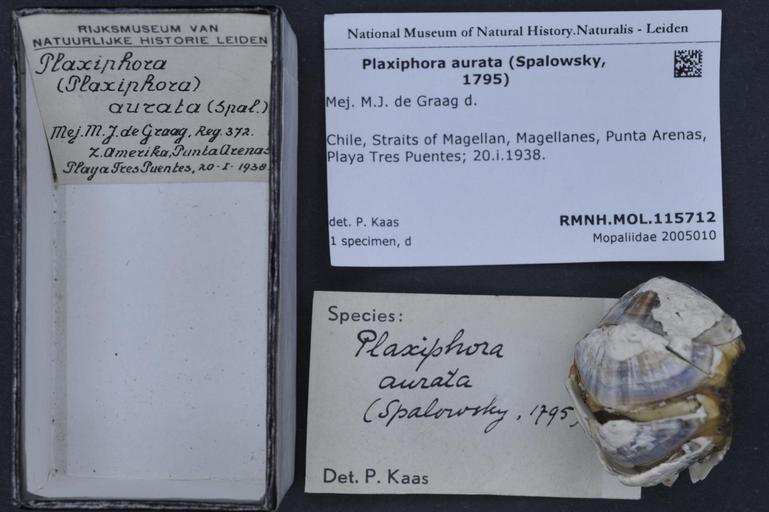 RIJKSMUSEUM VAN
NATUURLIJKE HISTORIE LEIDEN
Plaxiphora
(Plaxiphora)
aurata (Spal.)
Mej. M. J. de Graag, Reg. 372.
Z. Amerika, Punta Arenas
Playa Tres Puentes, 20-I-1938.
National Museum of Natural History.Naturalis - Leiden
Plaxiphora aurata (Spalowsky,
1795)
Mej. M.J. de Graag d.
Chile, Straits of Magellan, Magellanes, Punta Arenas,
Playa Tres Puentes; 20.i.1938.
det. P. Kaas
1 specimen, d
RMNH.MOL.115712
Mopaliidae 2005010
Species:
Plaxiphora
aurata
(Spalowsky, 1795)
Det. P. Kaas